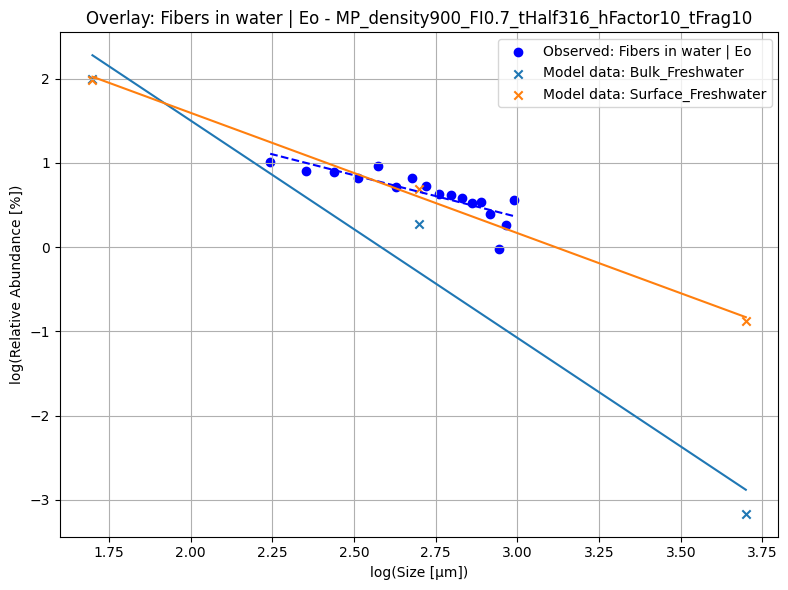 Overlay: Fibers in water | Eo - MP_density900_FI0.7_tHalf316_hFactor10_tFrag10
Observed: Fibers in water | Eo
Model data: Bulk_Freshwater
Model data: Surface_Freshwater
log(Relative Abundance [%])
2
1
0
−1
−2
−3
1.75 2.00 2.25 2.50 2.75 3.00 3.25 3.50 3.75
log(Size [μm])